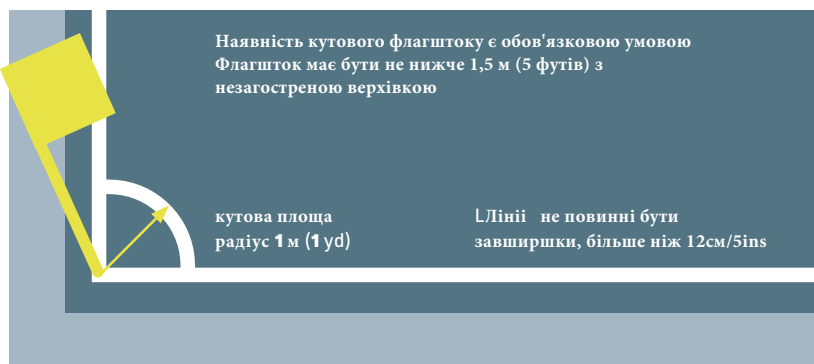 Наявність кутового флагштоку є обов'язковою умовою
Флагшток має бути не нижче 1,5 м (5 футів) з
незагостреною верхівкою
кутова площа
радіус 1 м (1 yd)
LЛініі не повинні бути
завширшки, більше ніж 12см/5ins